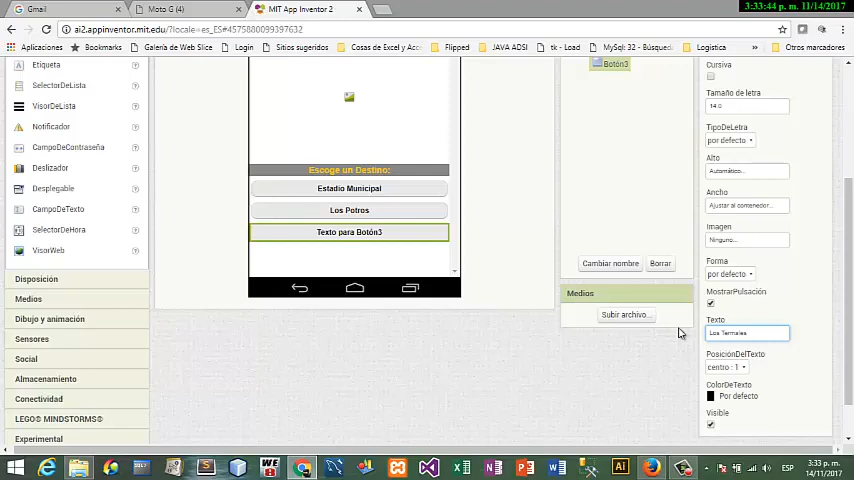 Gmail
Moto G (4)
MIT App Inventor 2
3:33:44 p. m. 11/14/2017
ai2.appinventor.mit.edu/?locale=es_ES#4575880099397632
Aplicaciones
Galería de Web Slice
Login
Cosas de Excel y Acce
Flipped
JAVA ADSI
tk - Load
MySql: 32 - Búsqued
Logistica
Otros marcadores
Etiqueta
SelectorDeLista
VisorDeLista
Notificador
CampoDeContraseña
Deslizador
Desplegable
CampoDeTexto
SelectorDeHora
VisorWeb
Disposición
Medios
Dibujo y animación
Sensores
Social
Almacenamiento
Conectividad
LEGO® MINDSTORMS®
Experimental
Escoge un Destino:
Estadio Municipal
Los Potros
Texto para Botón3
Botón3
Cambiar nombre
Borrar
Medios
Subir archivo...
Cursiva
Tamaño de letra
14.0
TipoDeLetra
por defecto
Alto
Automático...
Ancho
Ajustar al contenedor...
Imagen
Ninguno...
Forma
por defecto
MostrarPulsación
Texto
Los Termales
PosiciónDelTexto
centro : 1
ColorDeTexto
Por defecto
Visible
ESP
3:33 p. m.
14/11/2017